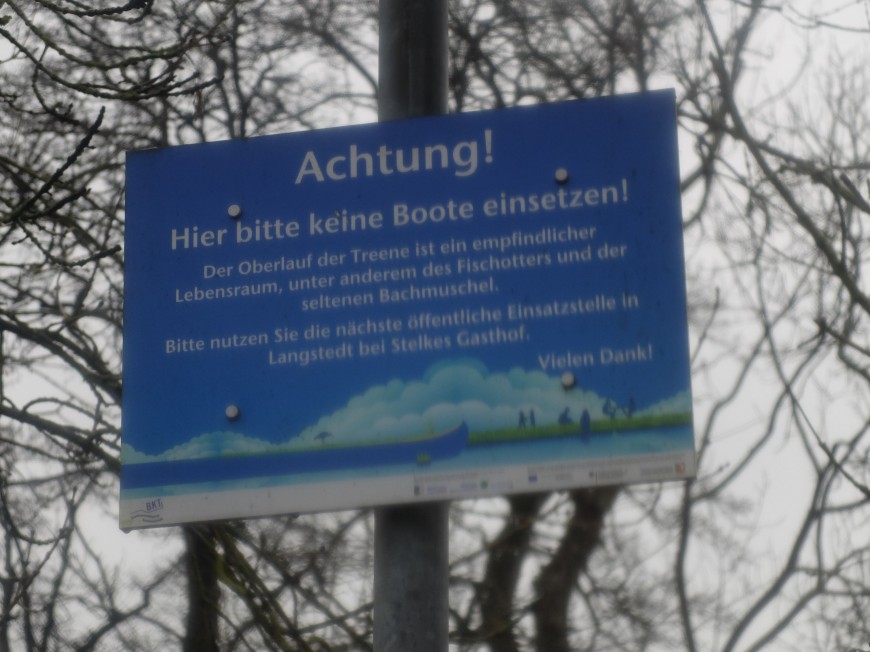 Achtung!
Hier bitte keine Boote einsetzen!
Der Oberlauf der Treene ist ein empfindlicher
Lebensraum, unter anderem des Fischotters und der
seltenen Bachmuschel.
Bitte nutzen Sie die nächste öffentliche Einsatzstelle in
Langstedt bei Stelkes Gasthof.
Vielen Dank!